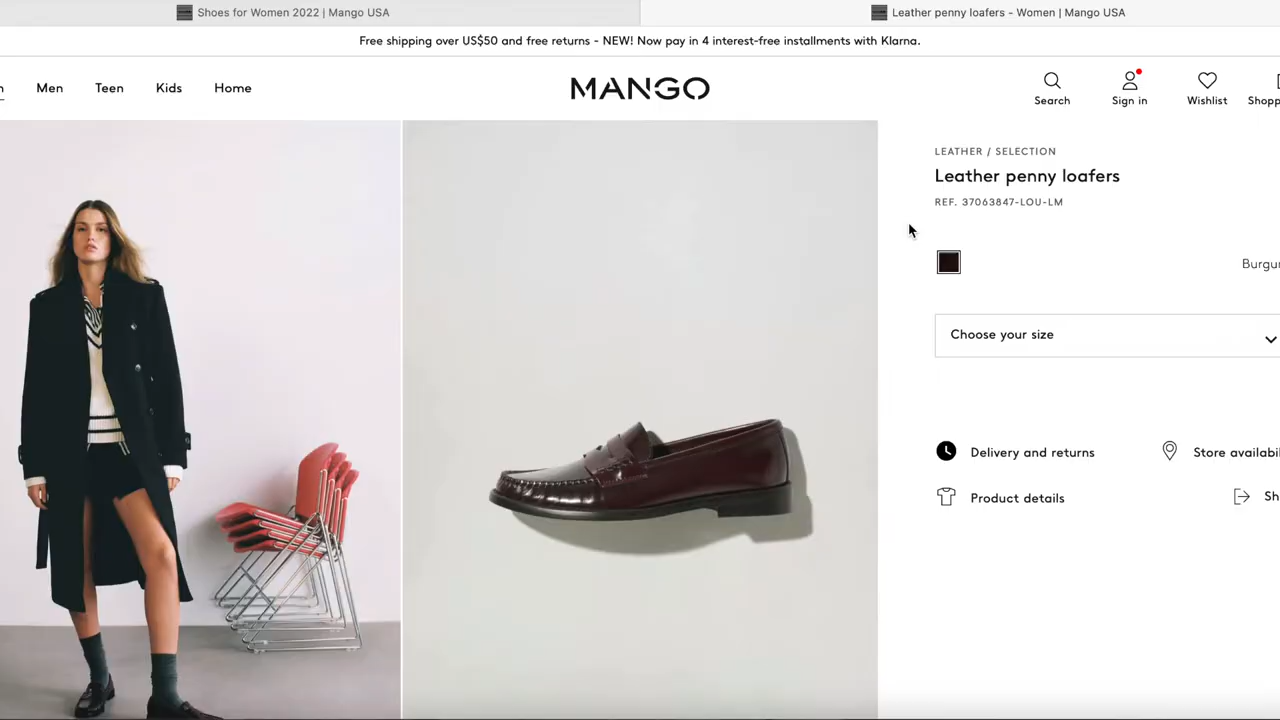 Shoes for Women 2022 | Mango USA
Leather penny loafers - Women | Mango USA
Free shipping over US$50 and free returns - NEW! Now pay in 4 interest-free installments with Klarna.
Men
Teen
Kids
Home
MANGO
Search
Sign in
Wishlist
LEATHER / SELECTION
Leather penny loafers
REF. 37063847-LOU-LM
Choose your size
Delivery and returns
Store
Product details